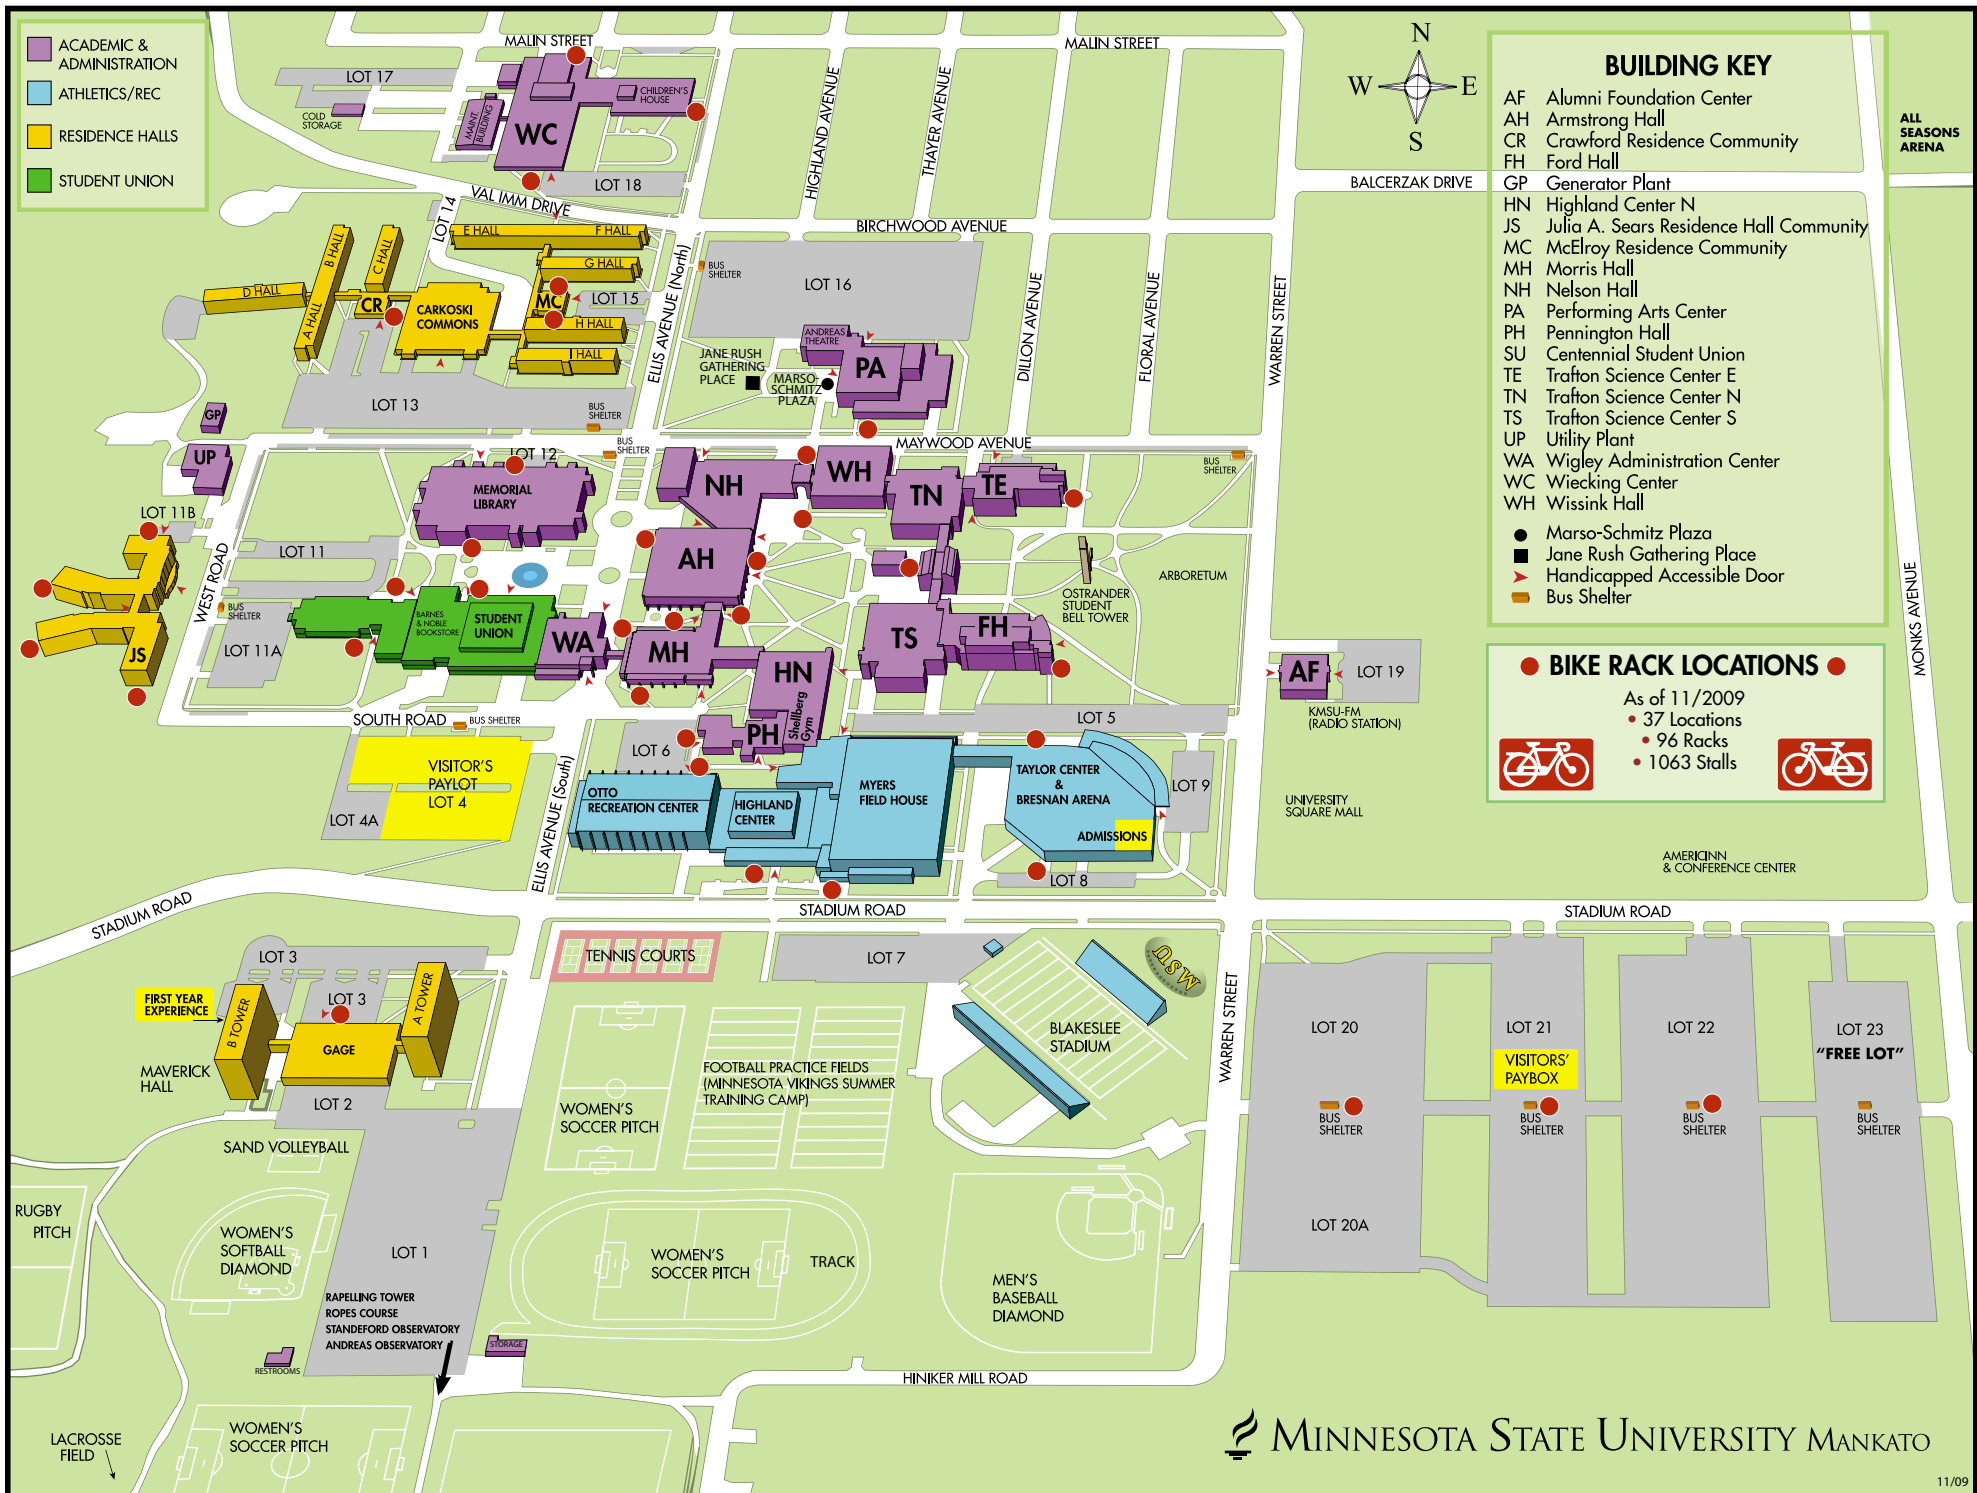 ACADEMIC &
ADMINISTRATION
ATHLETICS/REC
RESIDENCE HALLS
STUDENT UNION
MALIN STREET
MALIN STREET
LOT 17
COLD
STORAGE
MAINT
BUILDING
WC
CHILDREN'S
HOUSE
LOT 18
VAL IMM DRIVE
LOT 14
HIGHLAND AVENUE
THAYER AVENUE
N
W
E
S
BUILDING KEY
AF Alumni Foundation Center
AH Armstrong Hall
CR Crawford Residence Community
FH Ford Hall
GP Generator Plant
HN Highland Center N
JS Julia A. Sears Residence Hall Community
MC McElroy Residence Community
MH Morris Hall
NH Nelson Hall
PA Performing Arts Center
PH Pennington Hall
SU Centennial Student Union
TE Trafton Science Center E
TN Trafton Science Center N
TS Trafton Science Center S
UP Utility Plant
WA Wigley Administration Center
WC Wiecking Center
WH Wissink Hall
Marso-Schmitz Plaza
Jane Rush Gathering Place
Handicapped Accessible Door
Bus Shelter
ALL
SEASONS
ARENA
BALCERZAK DRIVE
BIRCHWOOD AVENUE
E HALL
F HALL
G HALL
B HALL
C HALL
D HALL
A HALL
CR
CARKOSKI
COMMONS
MC
LOT 15
H HALL
I HALL
ELLIS AVENUE (North)
BUS
SHELTER
LOT 16
ANDREAS
THEATRE
PA
JANE RUSH
GATHERING
PLACE
MARSO-
SCHMITZ
PLAZA
DILLON AVENUE
FLORAL AVENUE
WARREN STREET
LOT 13
BUS
SHELTER
GP
UP
BUS
SHELTER
LOT 12
MAYWOOD AVENUE
BUS
SHELTER
MEMORIAL
LIBRARY
NH
WH
TN
TE
LOT 11B
LOT 11
AH
WEST ROAD
BUS
SHELTER
LOT 11A
JS
BARNES
& NOBLE
BOOKSTORE
STUDENT
UNION
WA
MH
HN
Shellberg
Gym
PH
TS
FH
OSTRANDER
STUDENT
BELL TOWER
ARBORETUM
AF
LOT 19
KMSU-FM
(RADIO STATION)
MONKS AVENUE
BIKE RACK LOCATIONS
As of 11/2009
• 37 Locations
• 96 Racks
• 1063 Stalls
SOUTH ROAD
BUS SHELTER
LOT 6
LOT 5
VISITOR'S
PAYLOT
LOT 4
LOT 4A
ELLIS AVENUE (South)
OTTO
RECREATION CENTER
HIGHLAND
CENTER
MYERS
FIELD HOUSE
TAYLOR CENTER
&
BRESNAN ARENA
ADMISSIONS
LOT 9
LOT 8
UNIVERSITY
SQUARE MALL
AMERICINN
& CONFERENCE CENTER
STADIUM ROAD
STADIUM ROAD
STADIUM ROAD
LOT 3
LOT 3
FIRST YEAR
EXPERIENCE
B TOWER
A TOWER
GAGE
MAVERICK
HALL
LOT 2
SAND VOLLEYBALL
TENNIS COURTS
LOT 7
MSU
BLAKESLEE
STADIUM
WARREN STREET
FOOTBALL PRACTICE FIELDS
(MINNESOTA VIKINGS SUMMER
TRAINING CAMP)
WOMEN'S
SOCCER PITCH
LOT 20
LOT 21
VISITORS'
PAYBOX
LOT 22
LOT 23
"FREE LOT"
BUS
SHELTER
BUS
SHELTER
BUS
SHELTER
BUS
SHELTER
LOT 20A
RUGBY
PITCH
WOMEN'S
SOFTBALL
DIAMOND
LOT 1
RAPELLING TOWER
ROPES COURSE
STANDEFORD OBSERVATORY
ANDREAS OBSERVATORY
RESTROOMS
STORAGE
WOMEN'S
SOCCER PITCH
TRACK
MEN'S
BASEBALL
DIAMOND
HINIKER MILL ROAD
LACROSSE
FIELD
WOMEN'S
SOCCER PITCH
MINNESOTA STATE UNIVERSITY MANKATO
11/09